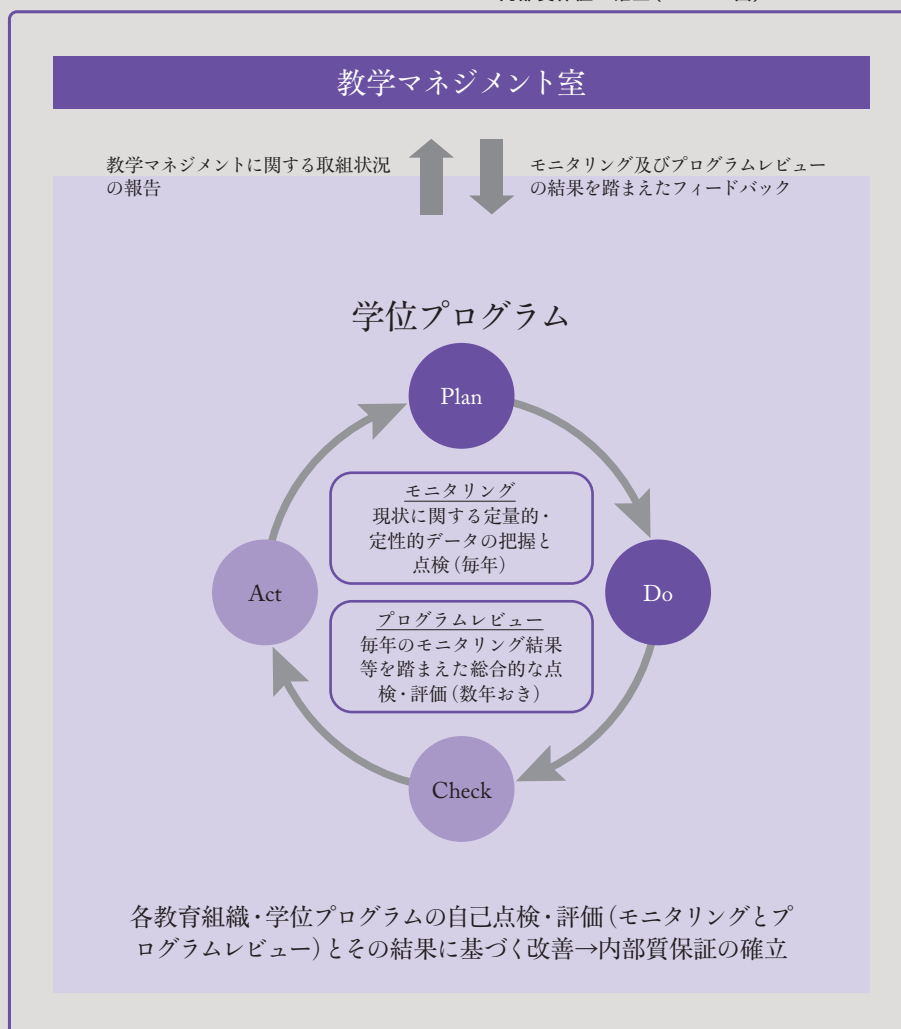 教学マネジメント室
教学マネジメントに関する取組状況
の報告
モニタリング及びプログラムレビュー
の結果を踏まえたフィードバック
学位プログラム
Plan
モニタリング
現状に関する定量的・
定性的データの把握と
点検(毎年)
Act
Do
プログラムレビュー
毎年のモニタリング結果
等を踏まえた総合的な点
検・評価(数年おき)
Check
各教育組織・学位プログラムの自己点検・評価(モニタリングとプ
ログラムレビュー)とその結果に基づく改善→内部質保証の確立